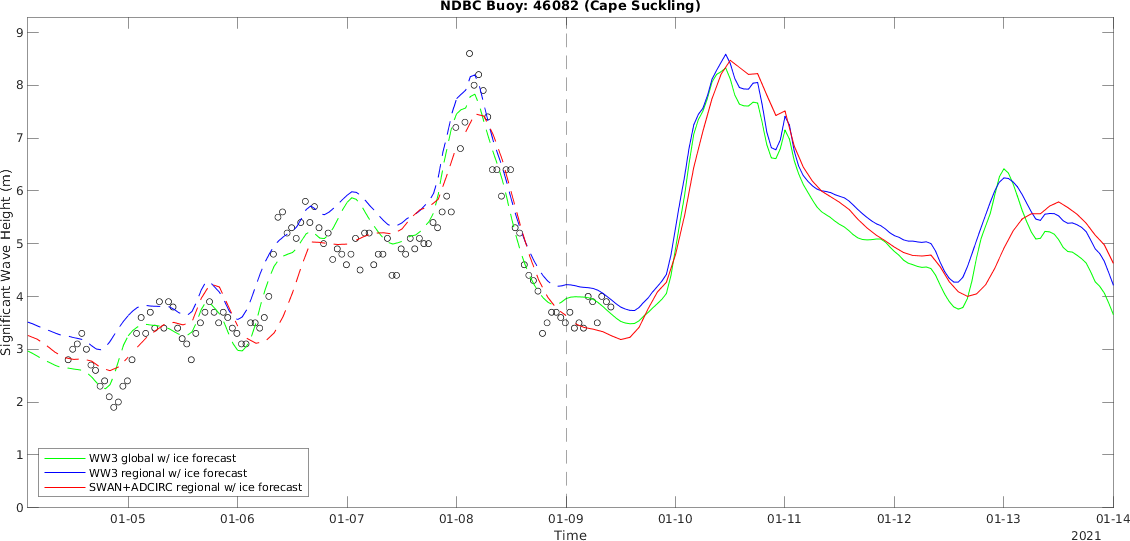 NDBC Buoy: 46082 (Cape Suckling)
Significant Wave Height (m)
9
8
7
6
5
4
3
2
1
0
WW3 global w/ ice forecast
WW3 regional w/ ice forecast
SWAN+ADCIRC regional w/ ice forecast
01-05 01-06 01-07 01-08 01-09 01-10 01-11 01-12 01-13 01-14
Time
2021